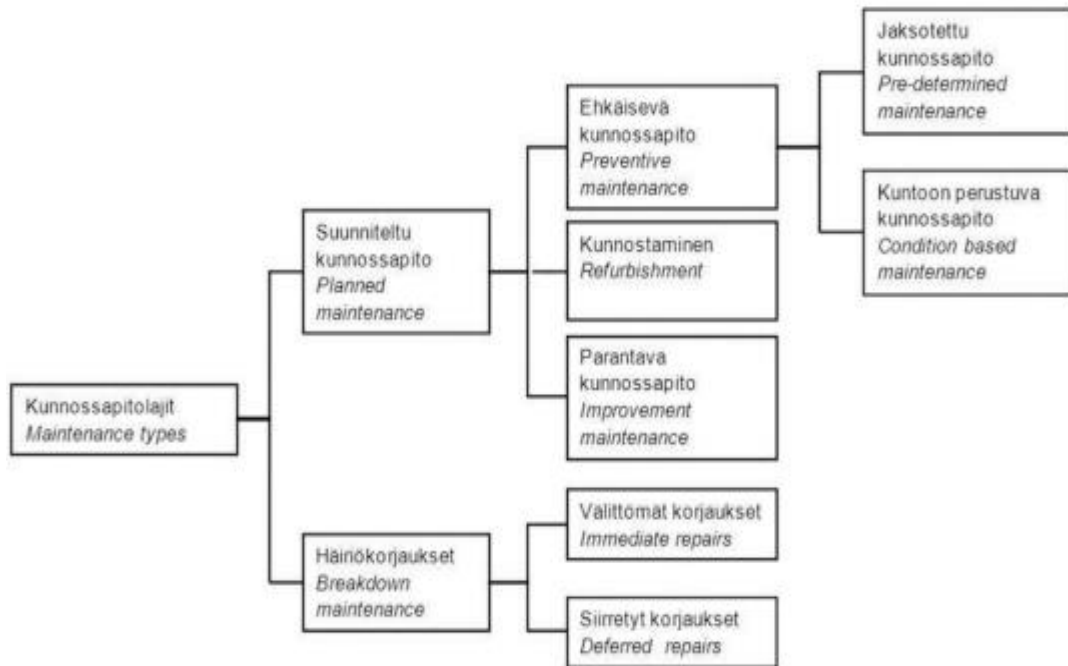 Kunnossapitolajit
Maintenance types
Suunniteltu
kunnossapito
Planned
maintenance
Häiriökorjaukset
Breakdown
maintenance
Ehkäisevä
kunnossapito
Preventive
maintenance
Kunnostaminen
Refurbishment
Parantava
kunnossapito
Improvement
maintenance
Välittömät korjaukset
Immediate repairs
Siirretyt korjaukset
Deferred repairs
Jaksotettu
kunnossapito
Pre-determined
maintenance
Kuntoon perustuva
kunnossapito
Condition based
maintenance